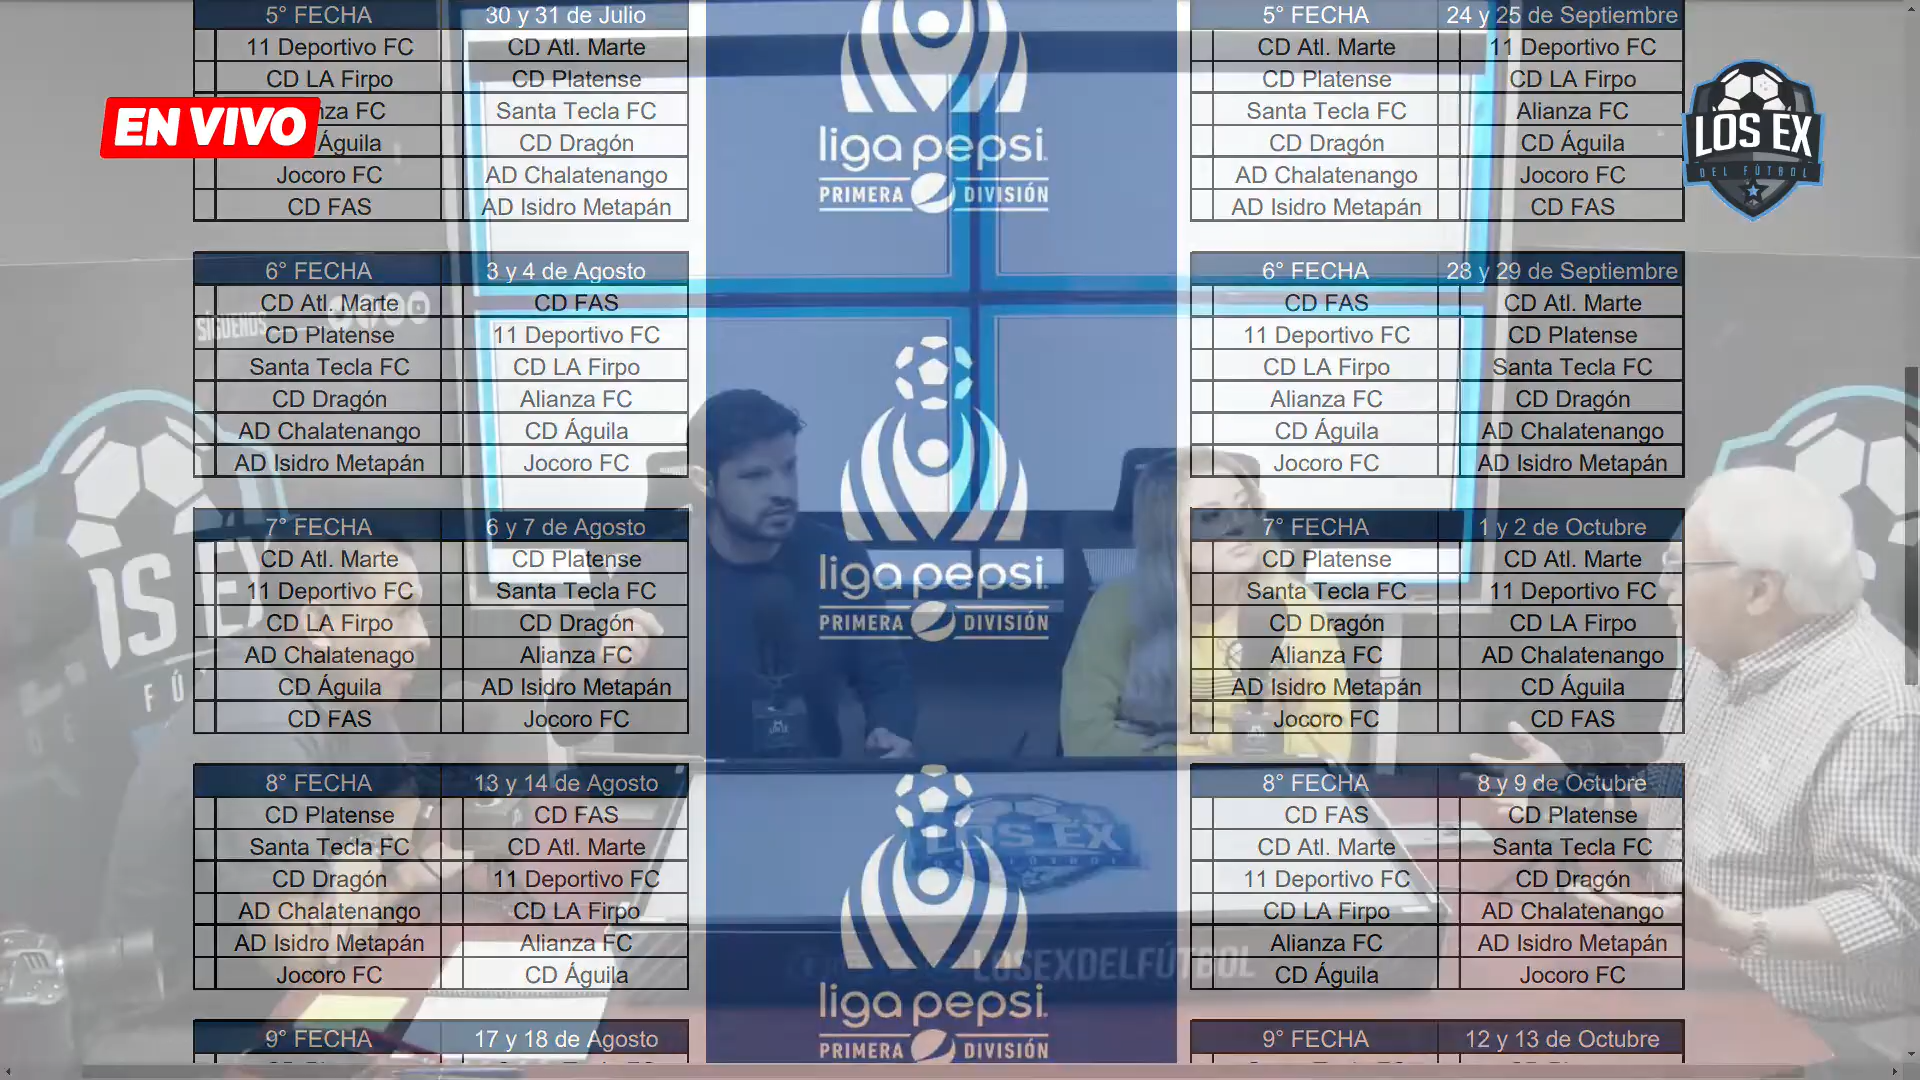 5° FECHA 30 y 31 de Julio
11 Deportivo FC CD Atl. Marte
CD LA Firpo CD Platense
nza FC Santa Tecla FC
Águila CD Dragón
Jocoro FC AD Chalatenango
CD FAS AD Isidro Metapán
6° FECHA 3 y 4 de Agosto
CD Atl. Marte CD FAS
CD Platense 11 Deportivo FC
Santa Tecla FC CD LA Firpo
CD Dragón Alianza FC
AD Chalatenango CD Águila
AD Isidro Metapán Jocoro FC
7° FECHA 6 y 7 de Agosto
CD Atl. Marte CD Platense
11 Deportivo FC Santa Tecla FC
CD LA Firpo CD Dragón
AD Chalatenago Alianza FC
CD Águila AD Isidro Metapán
CD FAS Jocoro FC
8° FECHA 13 y 14 de Agosto
CD Platense CD FAS
Santa Tecla FC CD Atl. Marte
CD Dragón 11 Deportivo FC
AD Chalatenango CD LA Firpo
AD Isidro Metapán Alianza FC
Jocoro FC CD Águila
9° FECHA 17 y 18 de Agosto
EN VIVO
SÍGUENOS
liga pepsi
PRIMERA DIVISIÓN
liga pepsi
PRIMERA DIVISIÓN
LOS EX
DEL FÚTBOL
LOSEXDELFÚTBOL
liga pepsi
PRIMERA DIVISIÓN
5° FECHA 24 y 25 de Septiembre
CD Atl. Marte 11 Deportivo FC
CD Platense CD LA Firpo
Santa Tecla FC Alianza FC
CD Dragón CD Águila
AD Chalatenango Jocoro FC
AD Isidro Metapán CD FAS
6° FECHA 28 y 29 de Septiembre
CD FAS CD Atl. Marte
11 Deportivo FC CD Platense
CD LA Firpo Santa Tecla FC
Alianza FC CD Dragón
CD Águila AD Chalatenango
Jocoro FC AD Isidro Metapán
7° FECHA 1 y 2 de Octubre
CD Platense CD Atl. Marte
Santa Tecla FC 11 Deportivo FC
CD Dragón CD LA Firpo
Alianza FC AD Chalatenango
AD Isidro Metapán CD Águila
Jocoro FC CD FAS
8° FECHA 8 y 9 de Octubre
CD FAS CD Platense
CD Atl. Marte Santa Tecla FC
11 Deportivo FC CD Dragón
CD LA Firpo AD Chalatenango
Alianza FC AD Isidro Metapán
CD Águila Jocoro FC
9° FECHA 12 y 13 de Octubre
LOS EX
DEL FÚTBOL